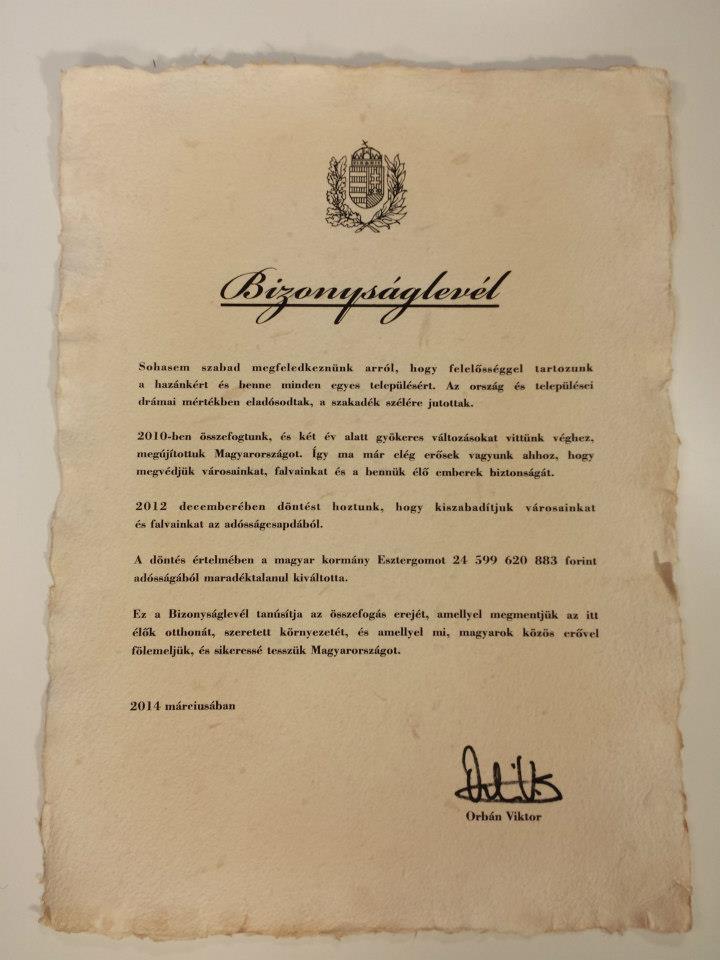 Bizonyságlevél
Sohasem szabad megfeledkeznünk arról, hogy felelősséggel tartozunk
a hazánkért és benne minden egyes településért. Az ország és települései
drámai mértékben eladósodtak, a szakadék szélére jutottak.
2010-ben összefogtunk, és két év alatt gyökeres változásokat vittünk véghez,
megújítottuk Magyarországot. Így ma már elég erősek vagyunk ahhoz, hogy
megvédjük városainkat, falvainkat és a bennük élő emberek biztonságát.
2012 decemberében döntést hoztunk, hogy kiszabadítjuk városainkat
és falvainkat az adósságcsapdából.
A döntés értelmében a magyar kormány Esztergomot 24 599 620 883 forint
adósságából maradéktalanul kiváltotta.
Ez a Bizonyságlevél tanúsítja az összefogás erejét, amellyel megmentjük az itt
élők otthonát, szeretett környezetét, és amellyel mi, magyarok közös erővel
fölemeljük, és sikeressé tesszük Magyarországot.
2014 márciusában
Orbán Viktor